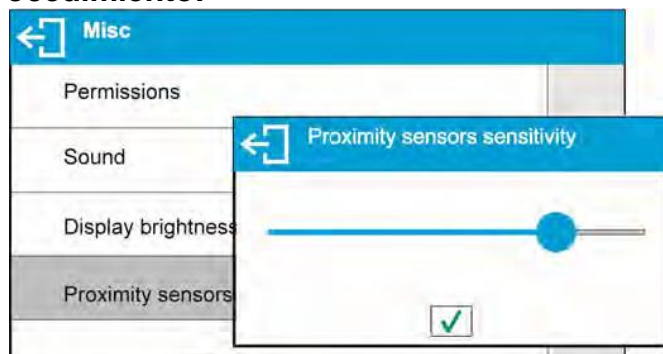 Misc
Permissions
Sound
Proximity sensors sensitivity
Display brightness
Proximity sensors